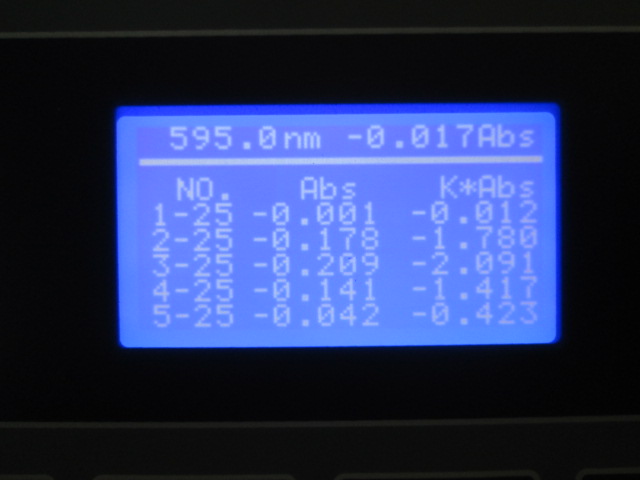 595.0nm -0.017Abs
NO. Abs K*Abs
1-25 -0.001 -0.012
2-25 -0.178 -1.780
3-25 -0.209 -2.091
4-25 -0.141 -1.417
5-25 -0.042 -0.423